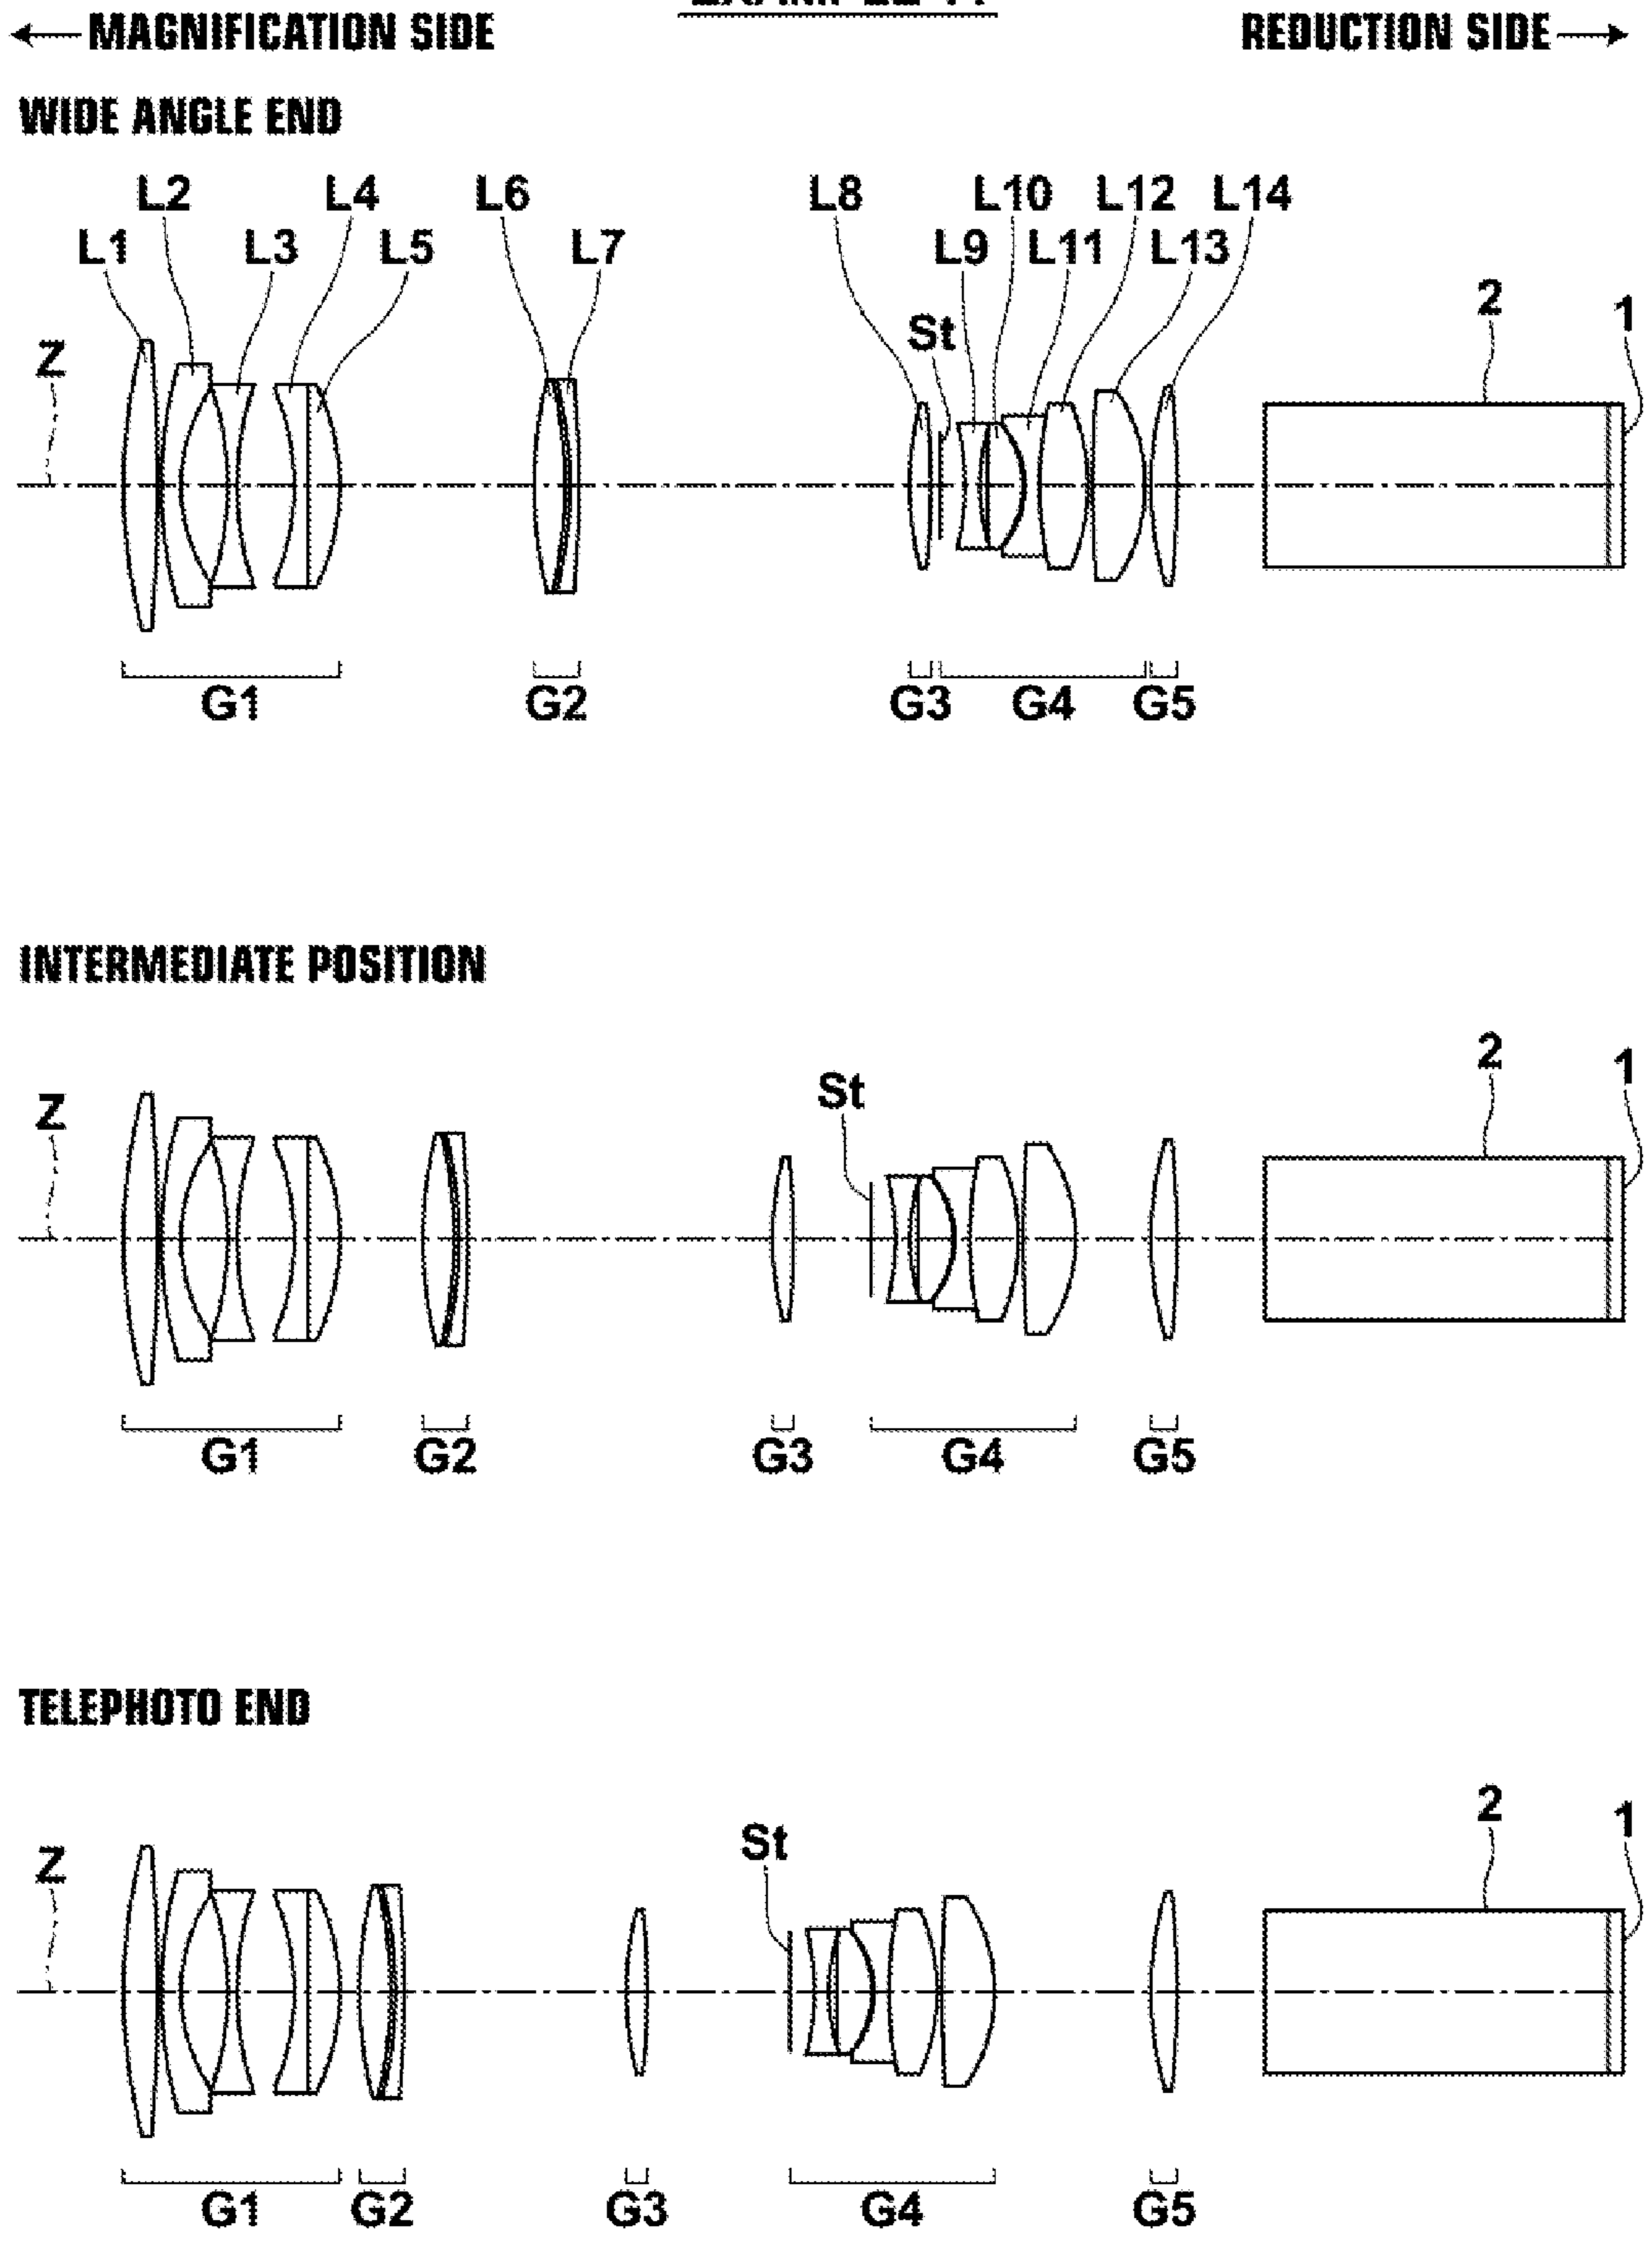 ← MAGNIFICATION SIDE
REDUCTION SIDE →
WIDE ANGLE END
L2 L4 L6 L8 L10 L12 L14
L1 L3 L5 L7 L9 L11 L13
St
2
1
Z
G1 G2 G3 G4 G5
INTERMEDIATE POSITION
2
1
St
Z
G1 G2 G3 G4 G5
TELEPHOTO END
2
1
St
Z
G1 G2 G3 G4 G5